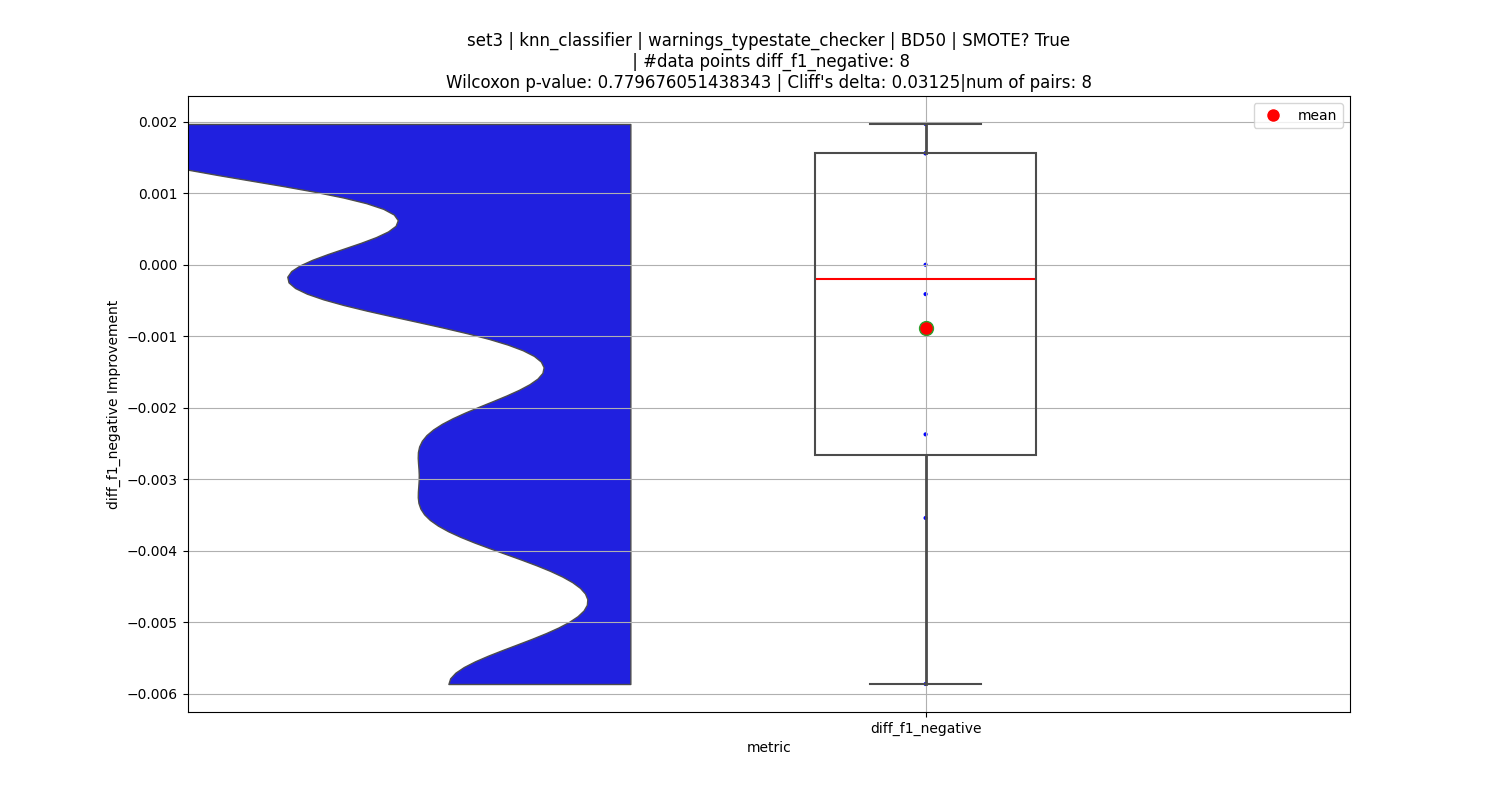 set3 | knn_classifier | warnings_typestate_checker | BD50 | SMOTE? True
| #data points diff_f1_negative: 8
Wilcoxon p-value: 0.779676051438343 | Cliff's delta: 0.03125|num of pairs: 8
mean
0.002
0.001
0.000
−0.001
−0.002
−0.003
−0.004
−0.005
−0.006
diff_f1_negative Improvement
diff_f1_negative
metric